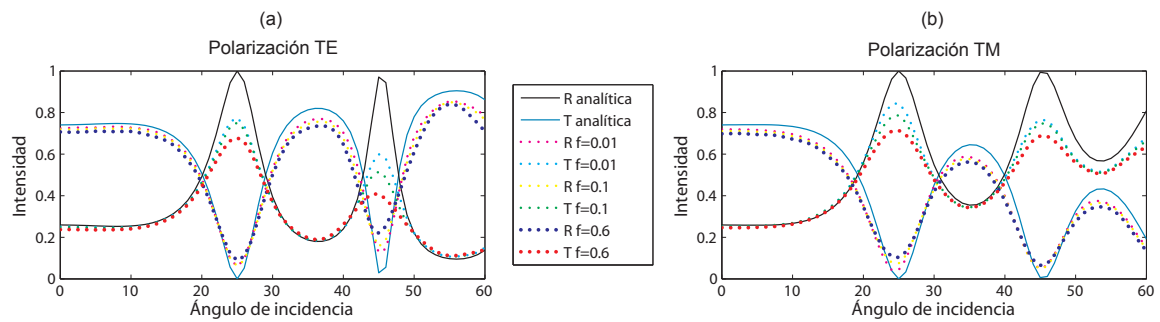 (a)
Polarización TE
Intensidad
1
0.8
0.6
0.4
0.2
0
0 10 20 30 40 50 60
Ángulo de incidencia
R analítica
T analítica
R f=0.01
T f=0.01
R f=0.1
T f=0.1
R f=0.6
T f=0.6
(b)
Polarización TM
Intensidad
1
0.8
0.6
0.4
0.2
0
0 10 20 30 40 50 60
Ángulo de incidencia